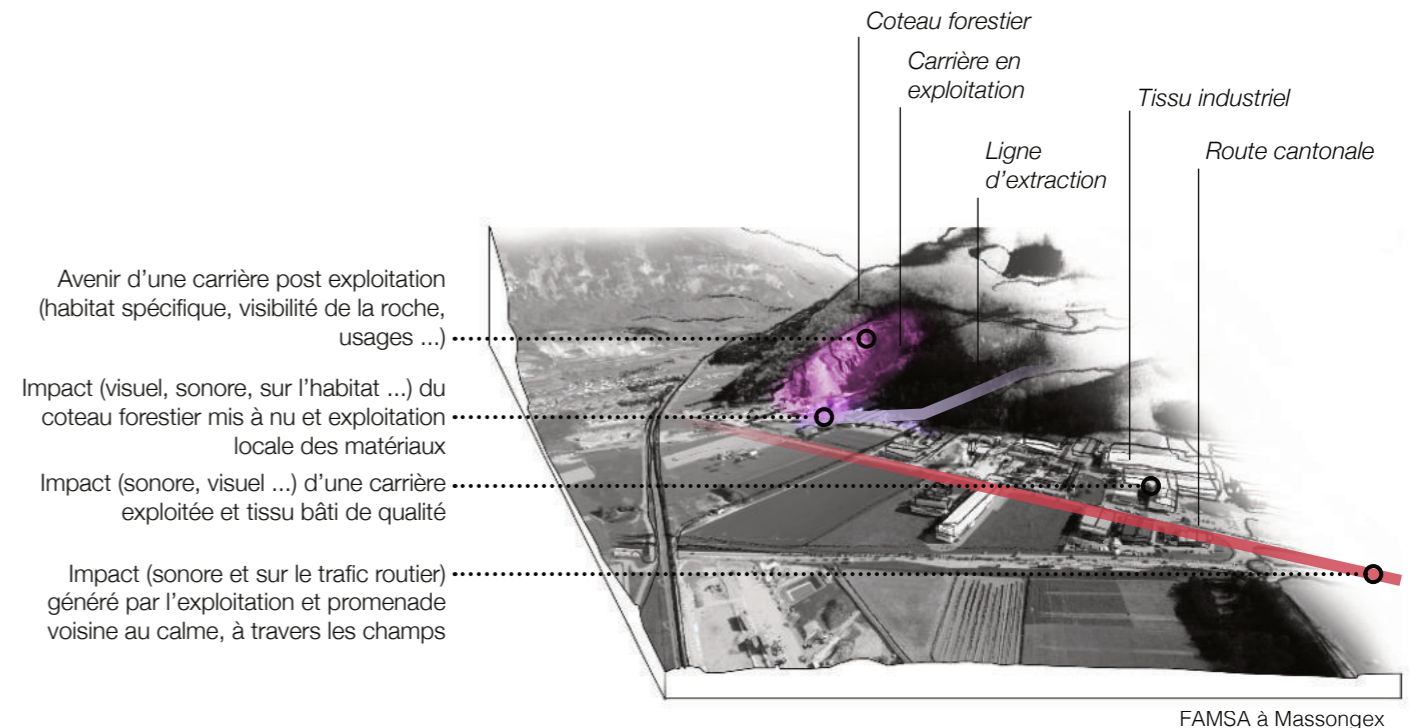 Coteau forestier
Carrière en
exploitation
Tissu industriel
Ligne
d'extraction
Route cantonale
Avenir d'une carrière post exploitation
(habitat spécifique, visibilité de la roche,
usages ...)
Impact (visuel, sonore, sur l'habitat ...) du
coteau forestier mis à nu et exploitation
locale des matériaux
Impact (sonore, visuel ...) d'une carrière
exploitée et tissu bâti de qualité
Impact (sonore et sur le trafic routier)
généré par l'exploitation et promenade
voisine au calme, à travers les champs
FAMSA à Massongex